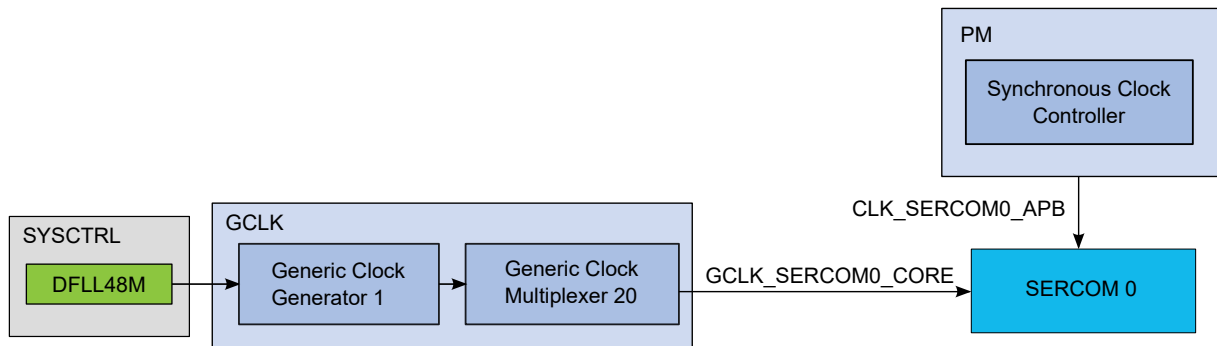 PM
Synchronous Clock
Controller
CLK_SERCOM0_APB
SYSCTRL
DFLL48M
GCLK
Generic Clock
Generator 1
Generic Clock
Multiplexer 20
GCLK_SERCOM0_CORE
SERCOM 0